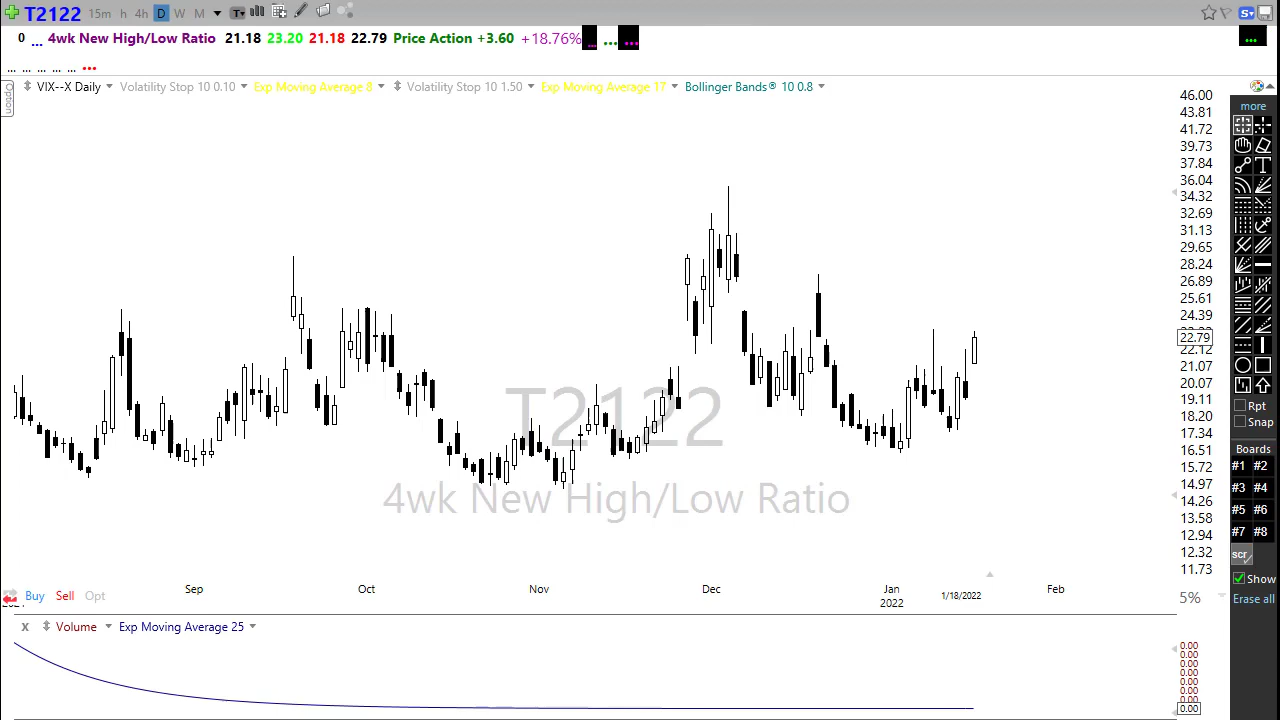 T2122 15m h 4h D W M T
0 ... 4wk New High/Low Ratio 21.18 23.20 21.18 22.79 Price Action +3.60 +18.76% ... ... ... ...
... ... ... ... ... ...
Option
VIX--X Daily Volatility Stop 10 0.10 Exp Moving Average 8 Volatility Stop 10 1.50 Exp Moving Average 17 Bollinger Bands® 10 0.8
46.00
43.81
41.72
39.73
37.84
36.04
34.32
32.69
31.13
29.65
28.24
26.89
25.61
24.39
22.79
22.12
21.07
20.07
19.11
18.20
17.34
16.51
15.72
14.97
14.26
13.58
12.94
12.32
11.73
T2122
4wk New High/Low Ratio
more
Rpt
Snap
Boards
#1 #2
#3 #4
#5 #6
#7 #8
scr
Show
Erase all
Sep Oct Nov Dec Jan 1/18/2022 Feb
2022
Buy Sell Opt
5%
X Volume Exp Moving Average 25
0.00
0.00
0.00
0.00
0.00
0.00
0.00
0.00